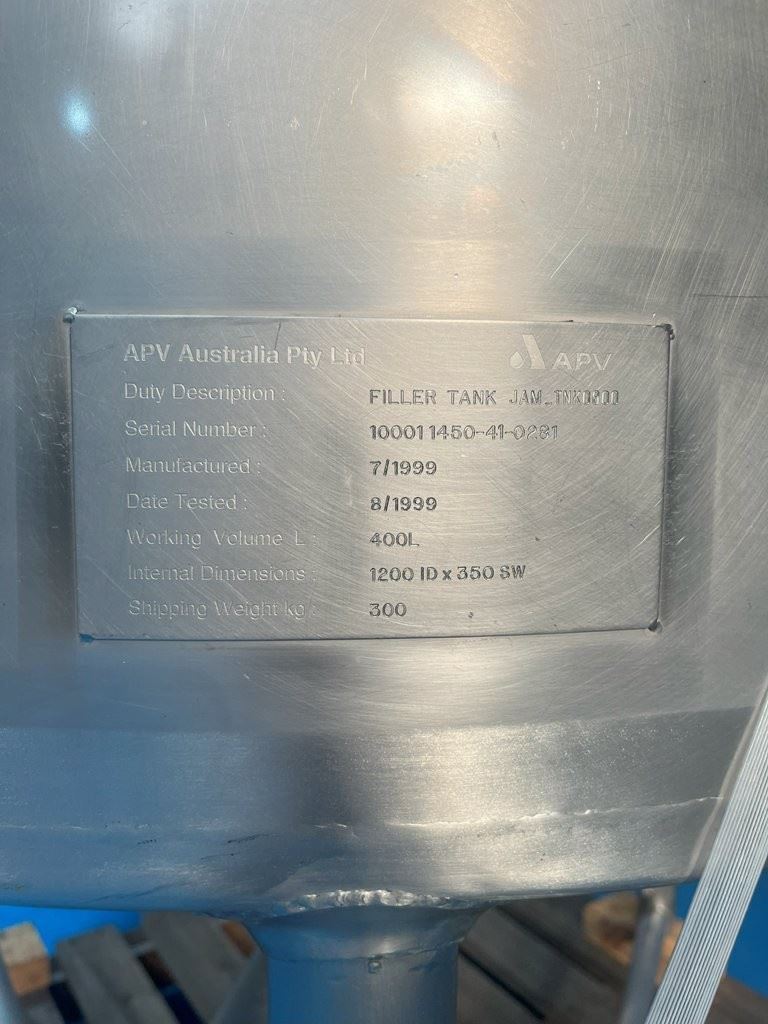 APV Australia Pty Ltd
APV
Duty Description : FILLER TANK JAM_TNK0800
Serial Number : 100011450-41-0281
Manufactured : 7/1999
Date Tested : 8/1999
Working Volume L : 400L
Internal Dimensions : 1200 ID x 350 SW
Shipping Weight kg : 300